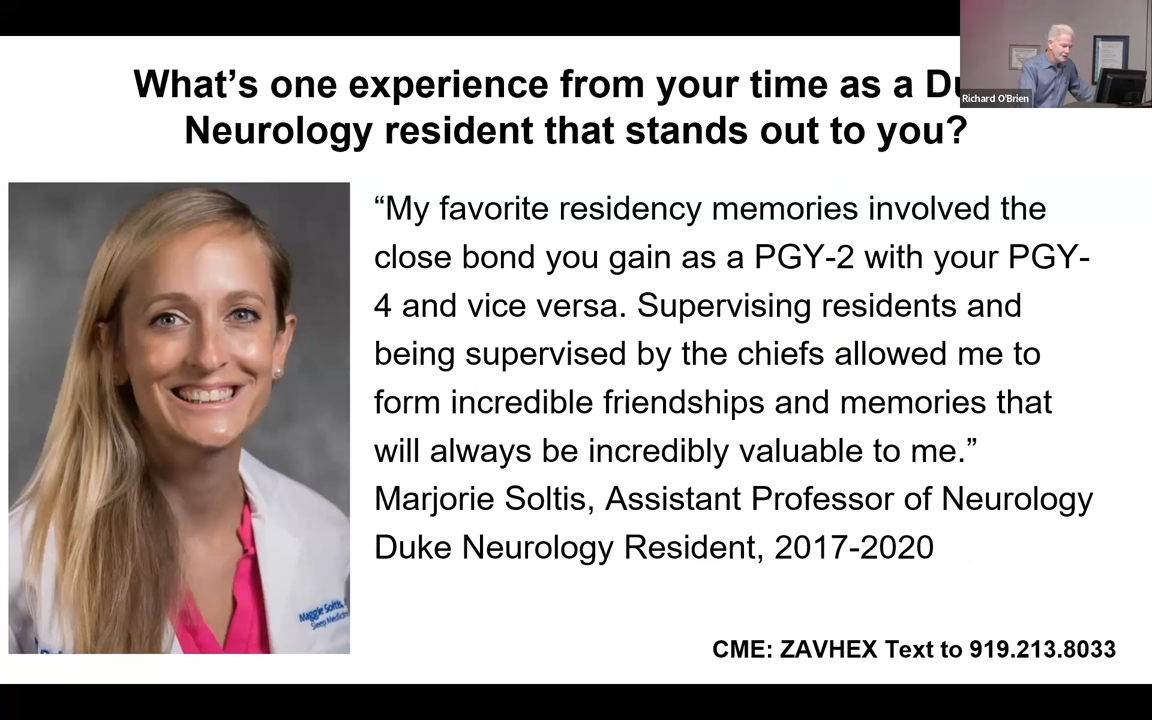 What’s one experience from your time as a
Neurology resident that stands out to you?
Richard O'Brien
“My favorite residency memories involved the
close bond you gain as a PGY-2 with your PGY-
4 and vice versa. Supervising residents and
being supervised by the chiefs allowed me to
form incredible friendships and memories that
will always be incredibly valuable to me.”
Marjorie Soltis, Assistant Professor of Neurology
Duke Neurology Resident, 2017-2020
Maggie Soltis,
Sleep Medicine
CME: ZAVHEX Text to 919.213.8033